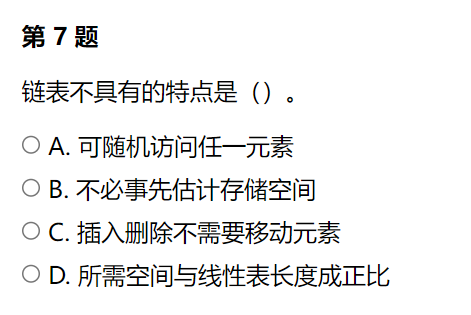 第 7 题
链表不具有的特点是（）。
A. 可随机访问任一元素
B. 不必事先估计存储空间
C. 插入删除不需要移动元素
D. 所需空间与线性表长度成正比